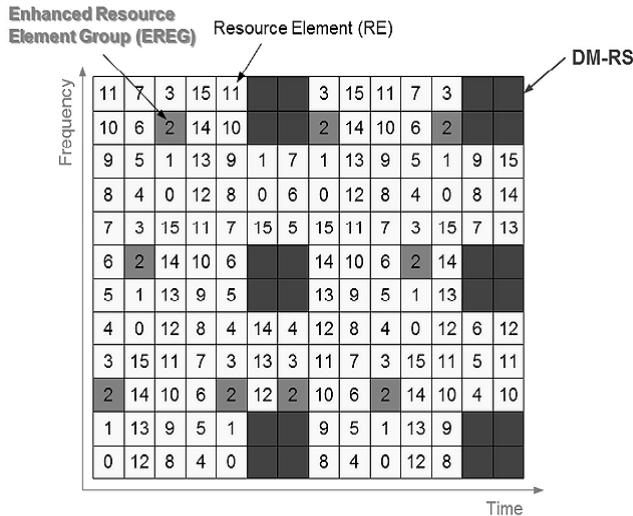 Enhanced Resource
Element Group (EREG)
Resource Element (RE)
DM-RS
Frequency
11 7 3 15 11 3 15 11 7 3
10 6 2 14 10 2 14 10 6 2
9 5 1 13 9 1 7 1 13 9 5 1 9 15
8 4 0 12 8 0 6 0 12 8 4 0 8 14
7 3 15 11 7 15 5 15 11 7 3 15 7 13
6 2 14 10 6 14 10 6 2 14
5 1 13 9 5 13 9 5 1 13
4 0 12 8 4 14 4 12 8 4 0 12 6 12
3 15 11 7 3 13 3 11 7 3 15 11 5 11
2 14 10 6 2 12 2 10 6 2 14 10 4 10
1 13 9 5 1 9 5 1 13 9
0 12 8 4 0 8 4 0 12 8
Time